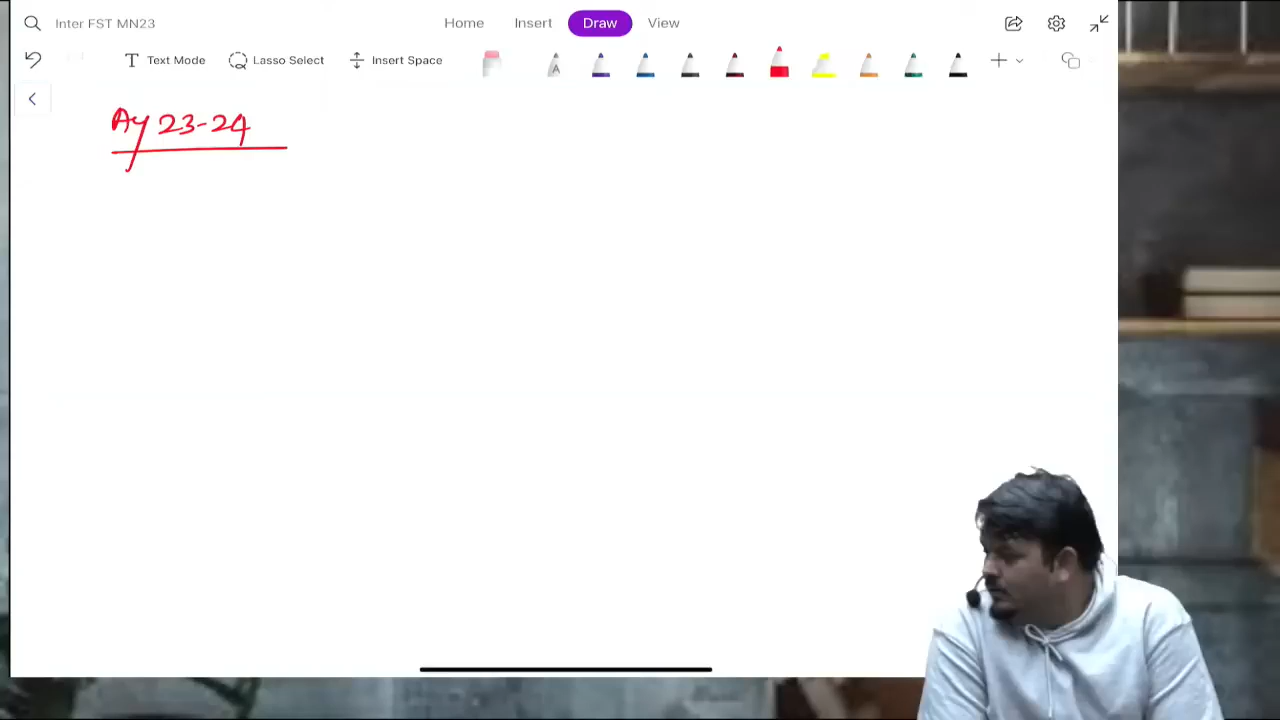 Inter FST MN23
Home Insert Draw View
Text Mode Lasso Select Insert Space
A
Ay 23-24